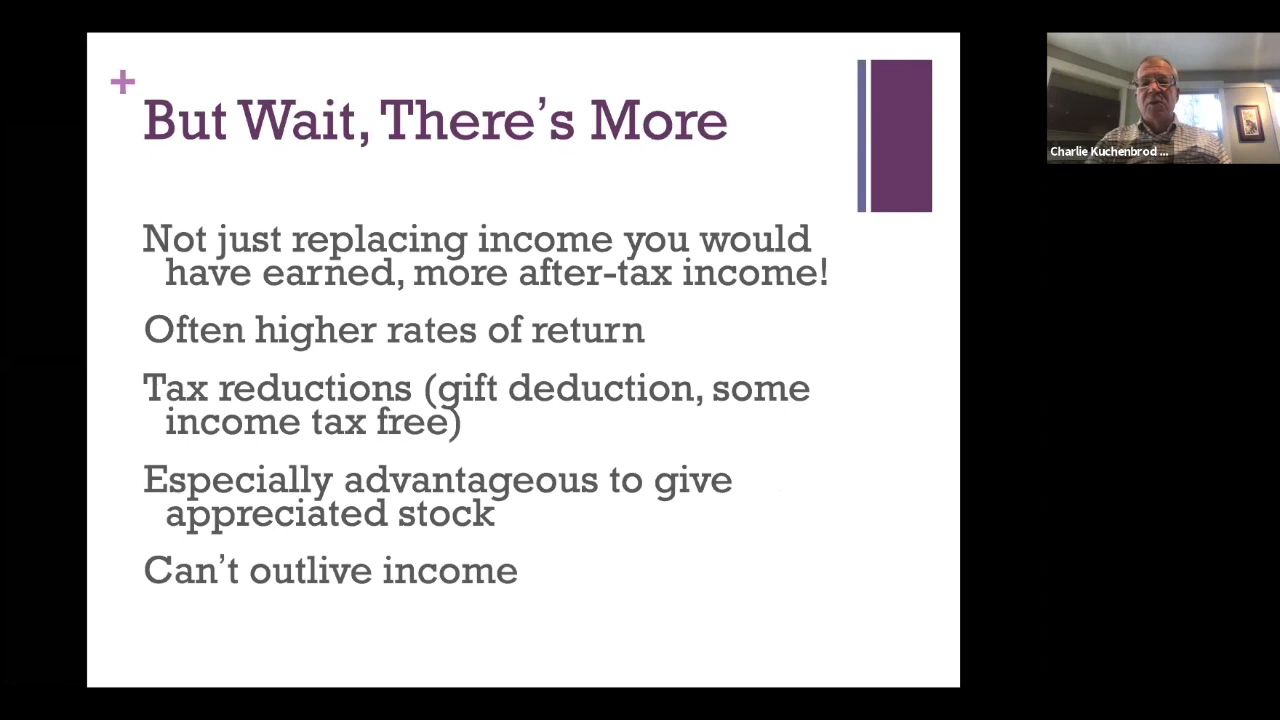 +
But Wait, There’s More
Not just replacing income you would
have earned, more after-tax income!
Often higher rates of return
Tax reductions (gift deduction, some
income tax free)
Especially advantageous to give
appreciated stock
Can’t outlive income
Charlie Kuchenbrod ...